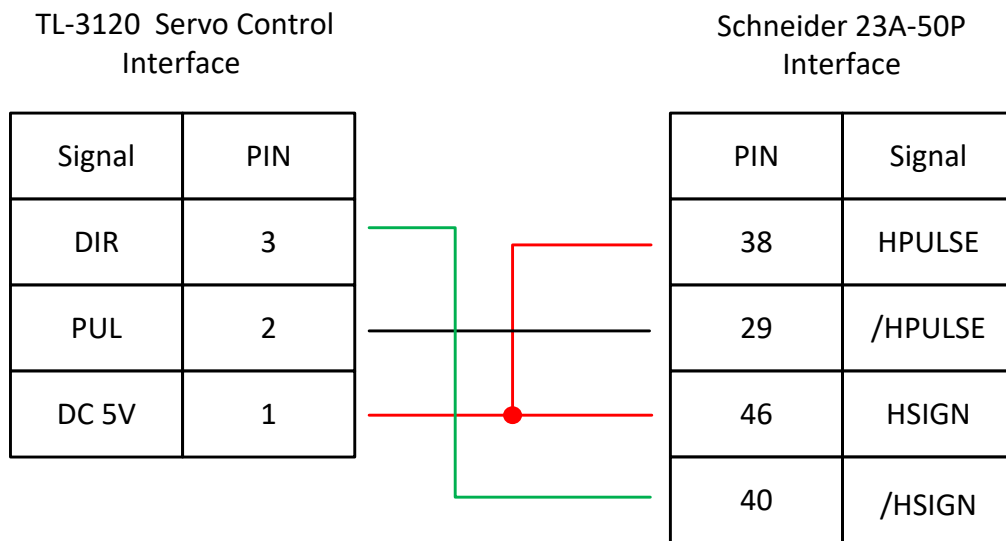 TL-3120 Servo Control
Interface
Schneider 23A-50P
Interface
Signal PIN
DIR 3
PUL 2
DC 5V 1
PIN Signal
38 HPULSE
29 /HPULSE
46 HSIGN
40 /HSIGN